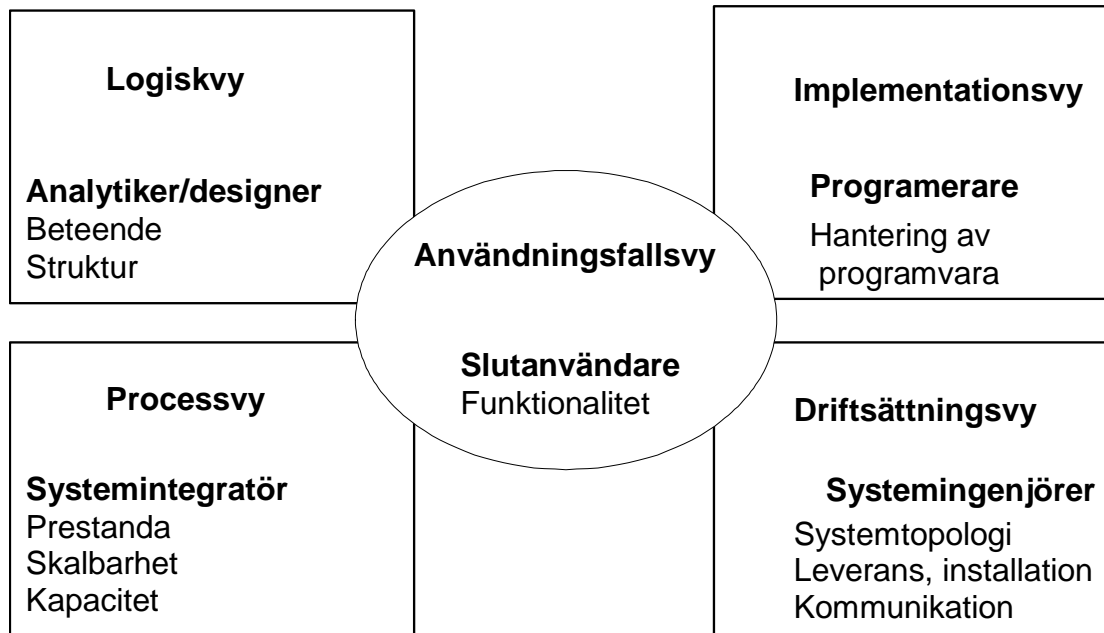 Logiskvy
Analytiker/designer
Beteende
Struktur
Implementationsvy
Programerare
Hantering av
programvara
Användningsfallsvy
Slutanvändare
Funktionalitet
Processvy
Systemintegratör
Prestanda
Skalbarhet
Kapacitet
Driftsättningsvy
Systemingenjörer
Systemtopologi
Leverans, installation
Kommunikation